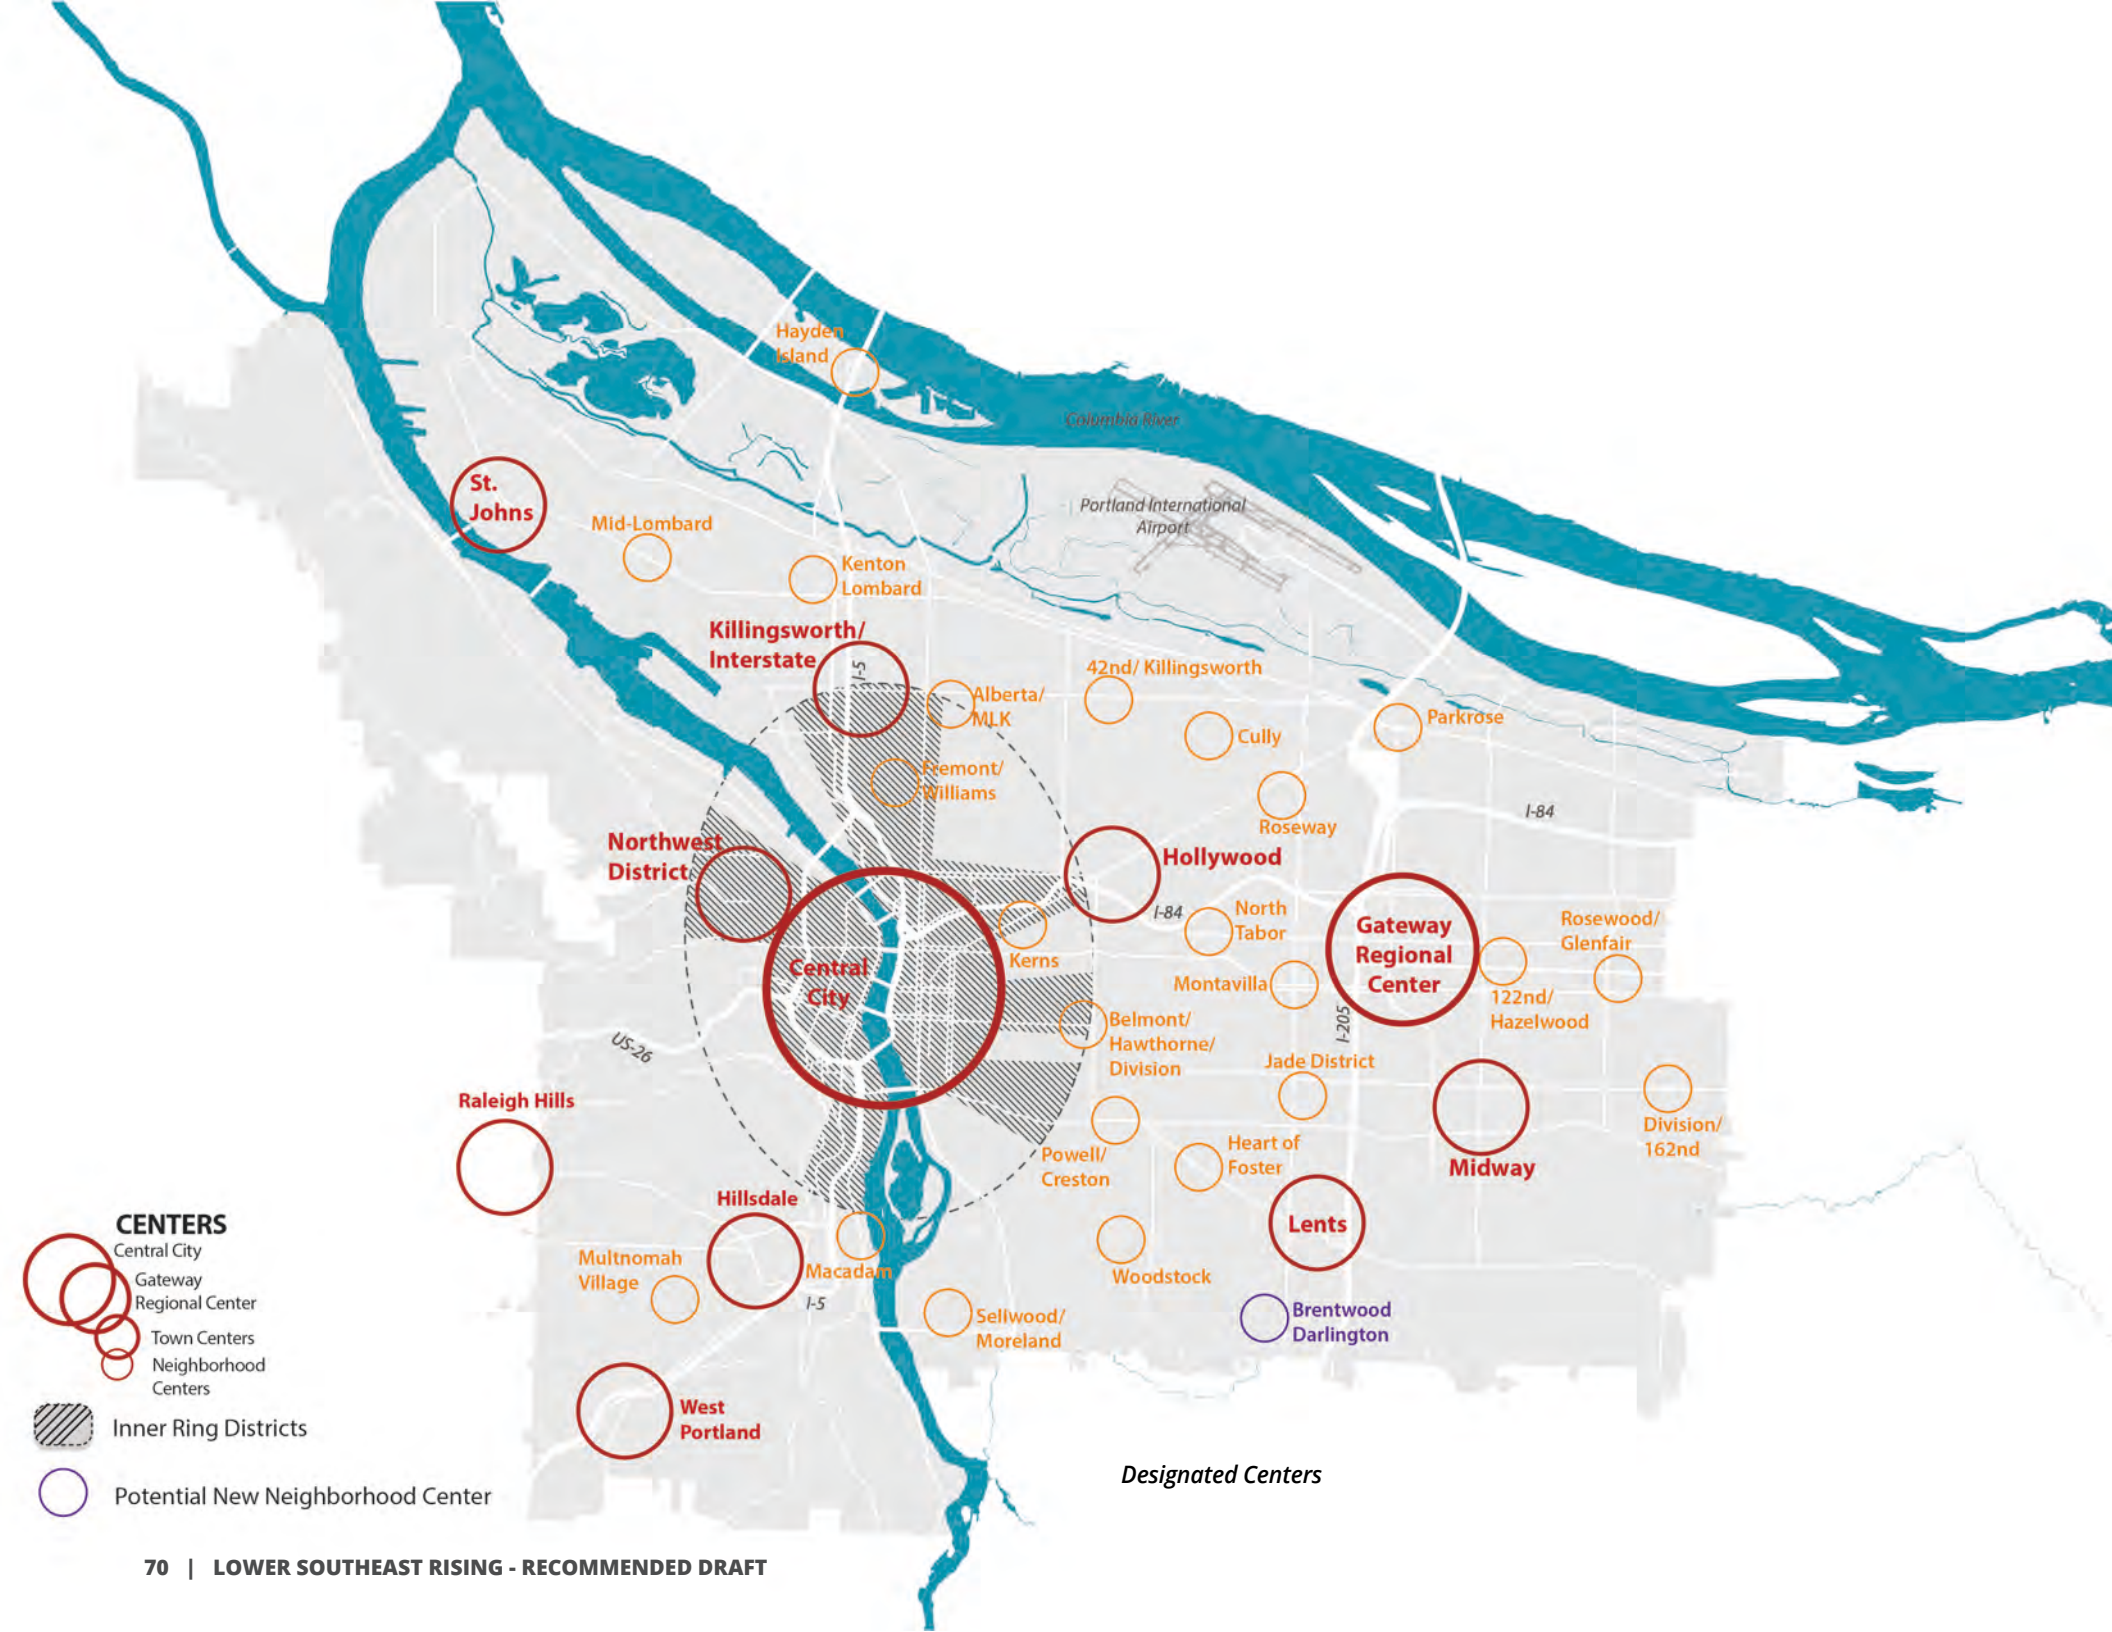 Hayden
Island
Columbia River
Portland International
Airport
St.
Johns
Mid-Lombard
Kenton
Lombard
Killingsworth/
Interstate
I-5
42nd/ Killingsworth
Alberta/
MLK
Cully
Parkrose
Fremont/
Williams
Roseway
I-84
Northwest
District
Hollywood
I-84
North
Tabor
Gateway
Regional
Center
Rosewood/
Glenfair
Central
City
Kerns
Montavilla
122nd/
Hazelwood
US-26
I-205
Belmont/
Hawthorne/
Division
Jade District
Raleigh Hills
Division/
162nd
Powell/
Creston
Heart of
Foster
Midway
Hillsdale
Lents
Multnomah
Village
Macadam
Woodstock
I-5
Sellwood/
Moreland
Brentwood
Darlington
West
Portland
CENTERS
Central City
Gateway
Regional Center
Town Centers
Neighborhood
Centers
Inner Ring Districts
Potential New Neighborhood Center
Designated Centers
70 | LOWER SOUTHEAST RISING - RECOMMENDED DRAFT